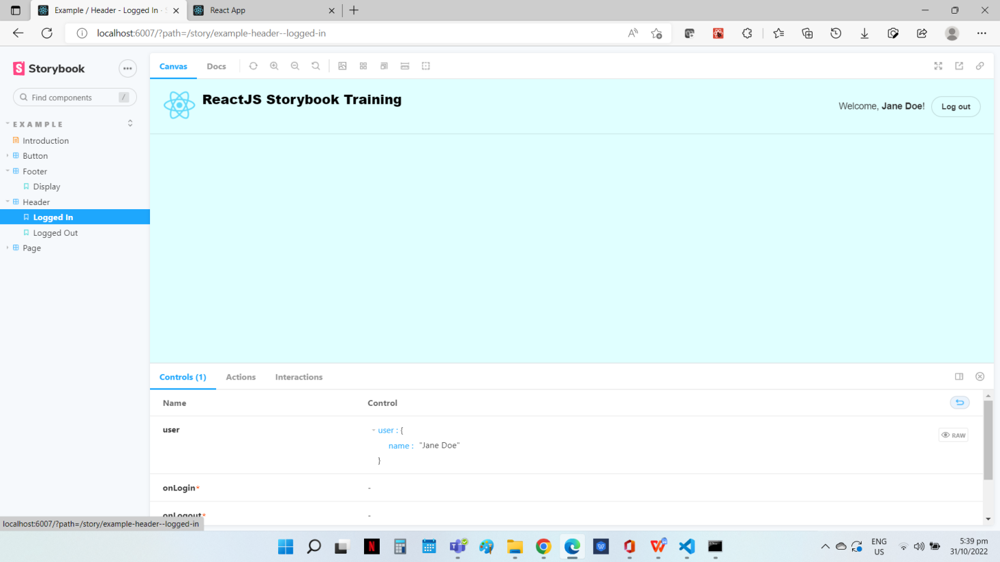 Example / Header - Logged In - S
React App
localhost:6007/?path=/story/example-header--logged-in
Storybook
Find components
/
EXAMPLE
Introduction
Button
Footer
Display
Header
Logged In
Logged Out
Page
Canvas
Docs
ReactJS Storybook Training
Welcome, Jane Doe!
Log out
Controls (1)
Actions
Interactions
Name
Control
user
user : {
name : "Jane Doe"
}
RAW
onLogin*
-
onLogout*
-
localhost:6007/?path=/story/example-header--logged-in
ENG
US
5:39 pm
31/10/2022